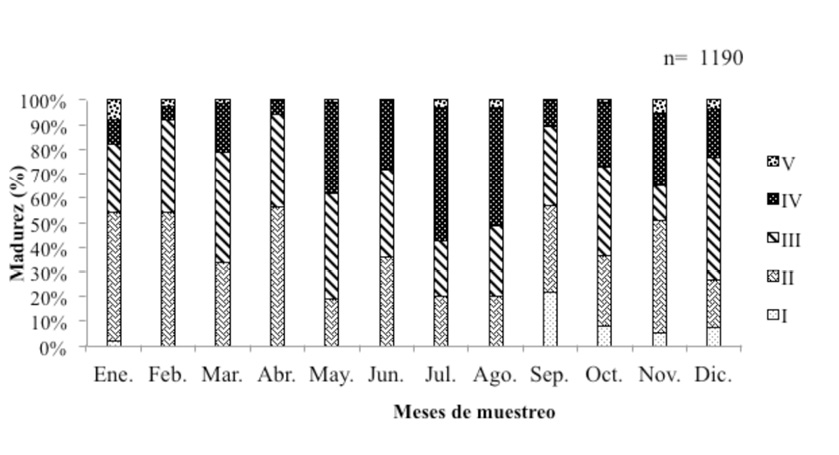 n= 1190
100%
90%
80%
70%
60%
50%
40%
30%
20%
10%
0%
Madurez (%)
V
IV
III
II
I
Ene. Feb. Mar. Abr. May. Jun. Jul. Ago. Sep. Oct. Nov. Dic.
Meses de muestreo